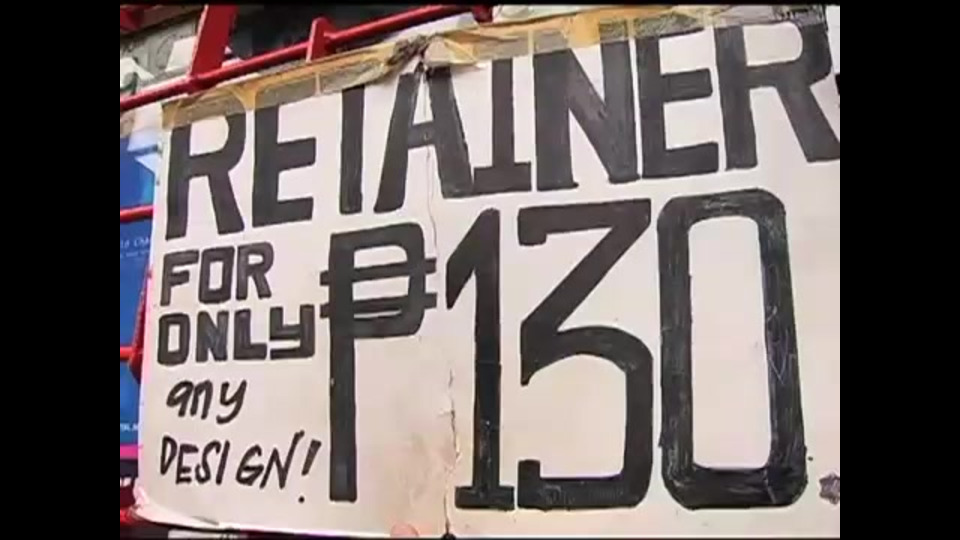 RETAINER
FOR
ONLY
any
DESIGN!
₱130